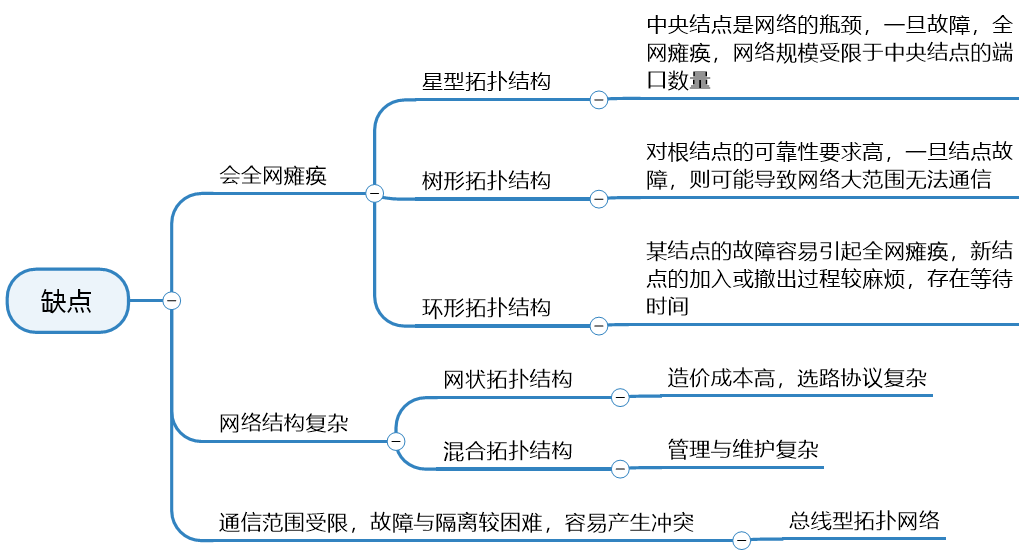 缺点
会全网瘫痪
星型拓扑结构
中央结点是网络的瓶颈，一旦故障，全
网瘫痪，网络规模受限于中央结点的端
口数量
树形拓扑结构
对根结点的可靠性要求高，一旦结点故
障，则可能导致网络大范围无法通信
环形拓扑结构
某结点的故障容易引起全网瘫痪，新结
点的加入或撤出过程较麻烦，存在等待
时间
网络结构复杂
网状拓扑结构
造价成本高，选路协议复杂
混合拓扑结构
管理与维护复杂
通信范围受限，故障与隔离较困难，容易产生冲突
总线型拓扑网络